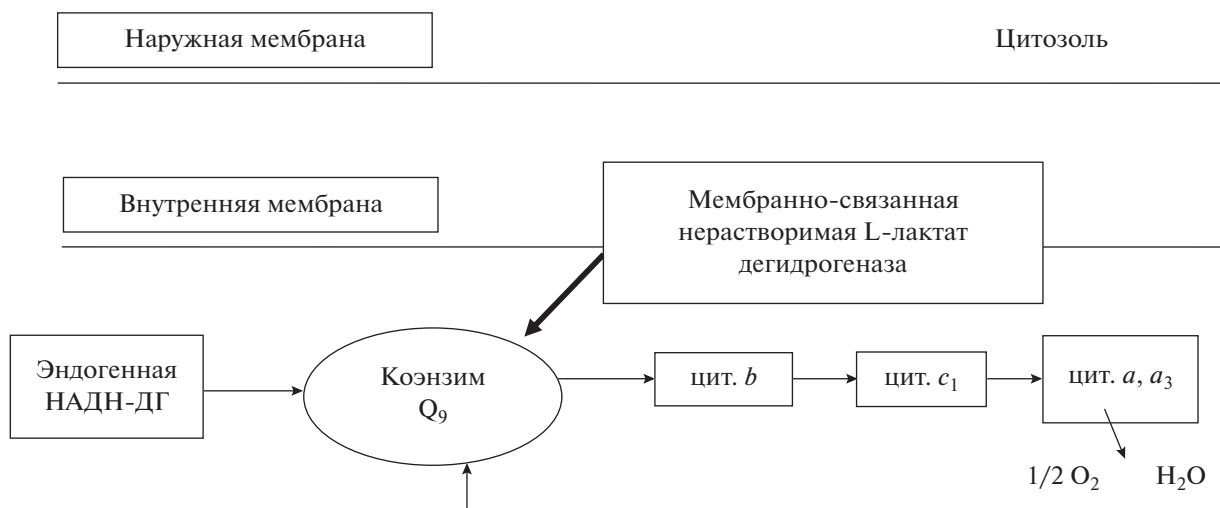 Наружная мембрана
Цитозоль
Внутренняя мембрана
Мембранно-связанная
нерастворимая L-лактат
дегидрогеназа
Эндогенная
НАДН-ДГ
Коэнзим
Q₉
цит. b
цит. c₁
цит. a, a₃
1/2 O₂
H₂O